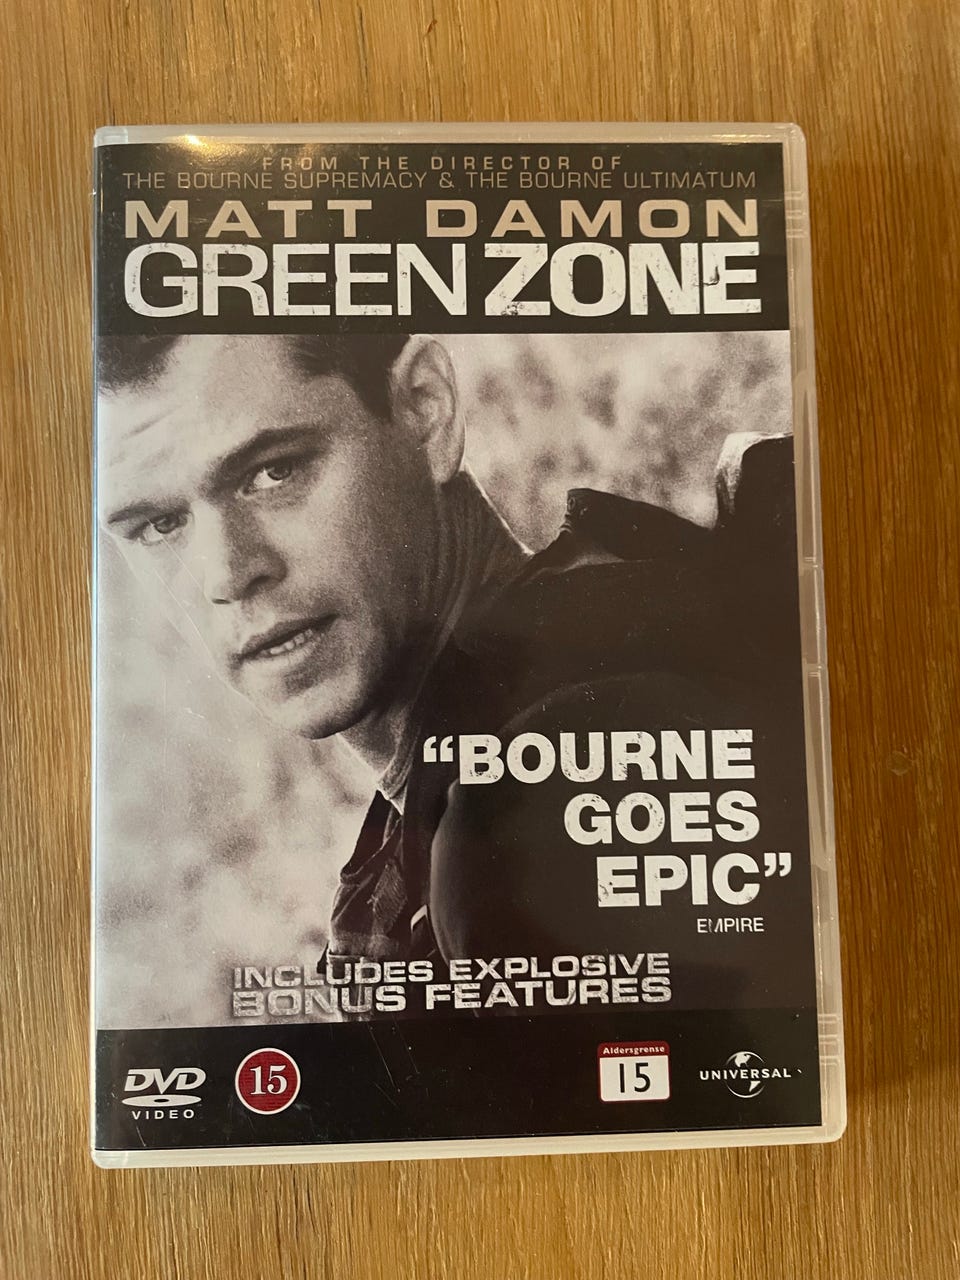 FROM THE DIRECTOR OF
THE BOURNE SUPREMACY & THE BOURNE ULTIMATUM
MATT DAMON
GREEN ZONE
“BOURNE
GOES
EPIC”
EMPIRE
INCLUDES EXPLOSIVE
BONUS FEATURES
DVD
VIDEO
15
Aldersgrense
15
UNIVERSAL